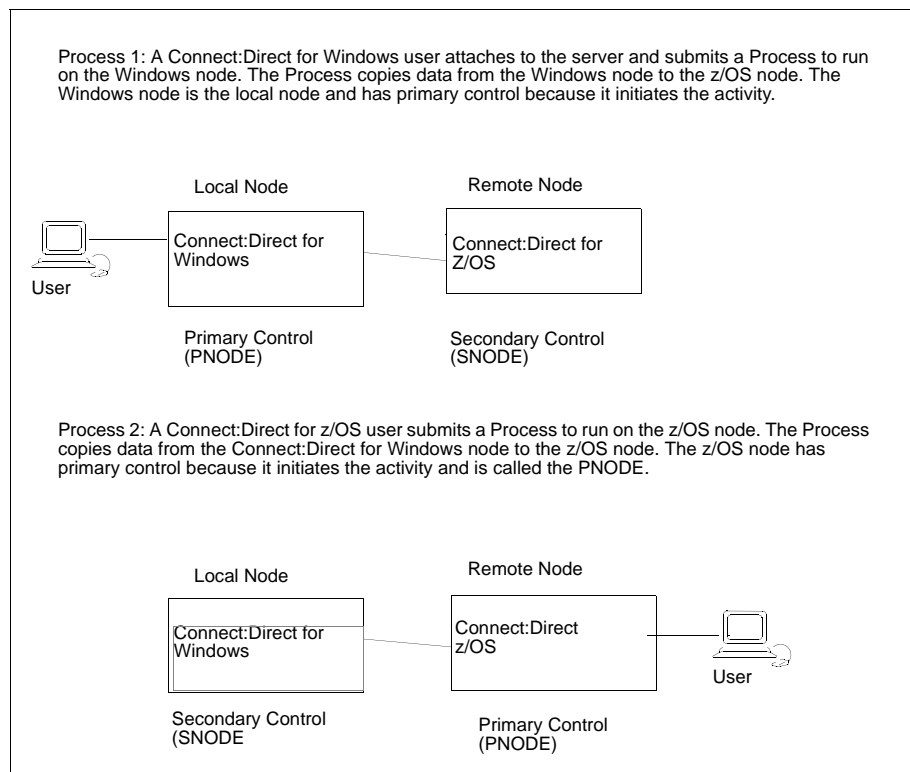 Process 1: A Connect:Direct for Windows user attaches to the server and submits a Process to run
on the Windows node. The Process copies data from the Windows node to the z/OS node. The
Windows node is the local node and has primary control because it initiates the activity.
Local Node
Remote Node
Connect:Direct for
Windows
Connect:Direct for
Z/OS
User
Primary Control
(PNODE)
Secondary Control
(SNODE)
Process 2: A Connect:Direct for z/OS user submits a Process to run on the z/OS node. The Process
copies data from the Connect:Direct for Windows node to the z/OS node. The z/OS node has
primary control because it initiates the activity and is called the PNODE.
Local Node
Remote Node
Connect:Direct for
Windows
Connect:Direct
z/OS
User
Secondary Control
(SNODE
Primary Control
(PNODE)